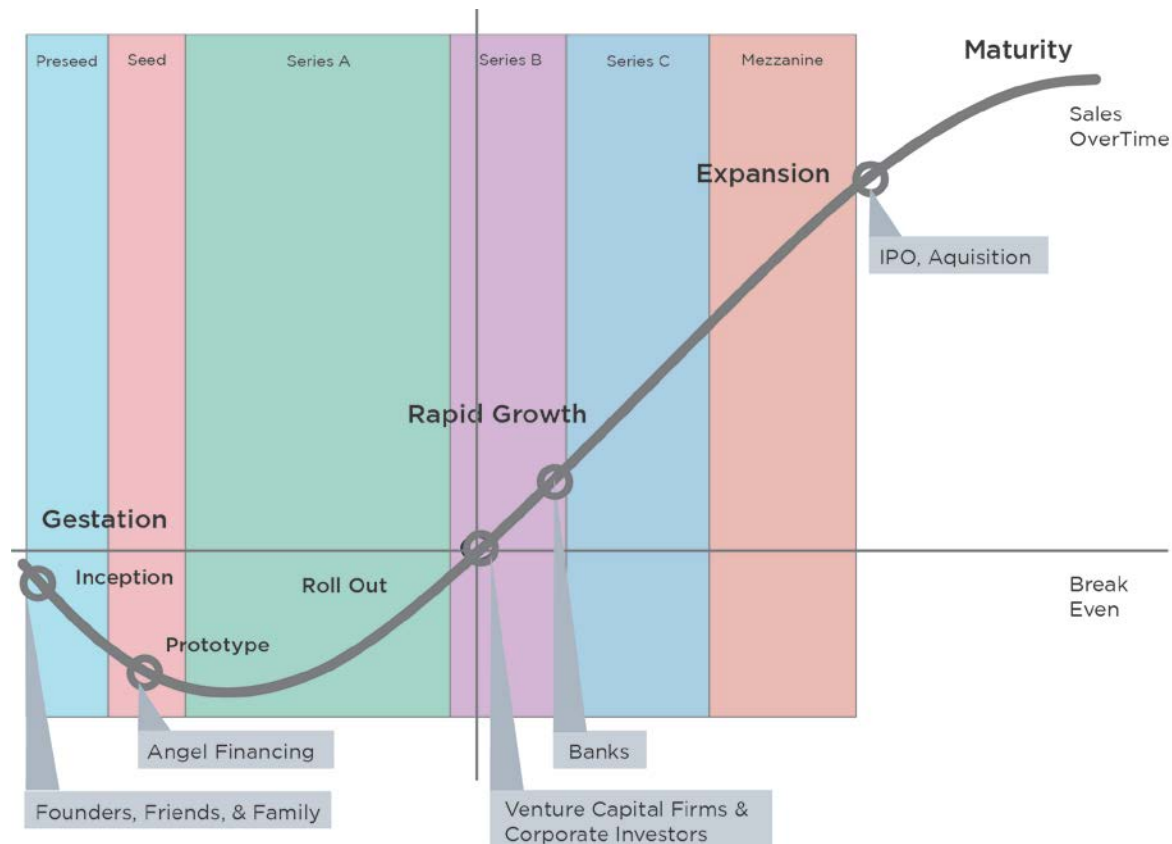 Preseed
Seed
Series A
Series B
Series C
Mezzanine
Maturity
Sales
OverTime
Expansion
IPO, Aquisition
Rapid Growth
Gestation
Inception
Roll Out
Break
Even
Prototype
Angel Financing
Banks
Founders, Friends, & Family
Venture Capital Firms &
Corporate Investors